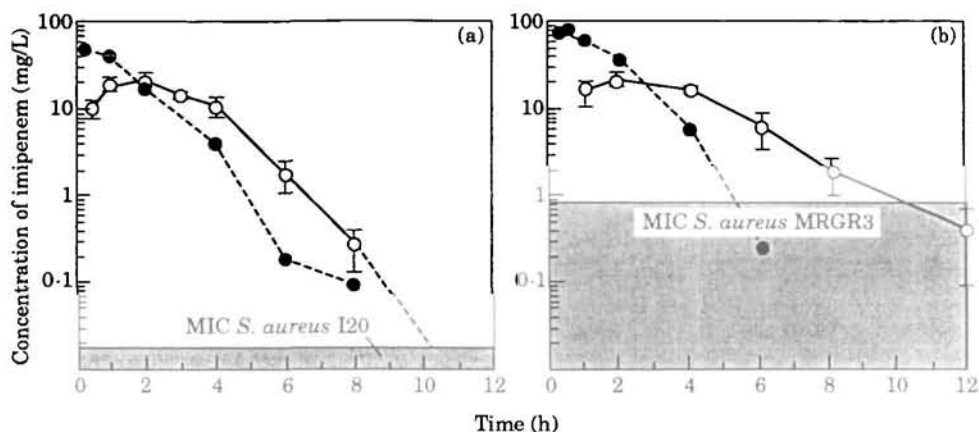 Concentration of imipenem (mg/L)
100
10
1
0·1
(a)
MIC S. aureus I20
0 2 4 6 8 10 12
100
10
1
0·1
(b)
MIC S. aureus MRGR3
0 2 4 6 8 10 12
Time (h)